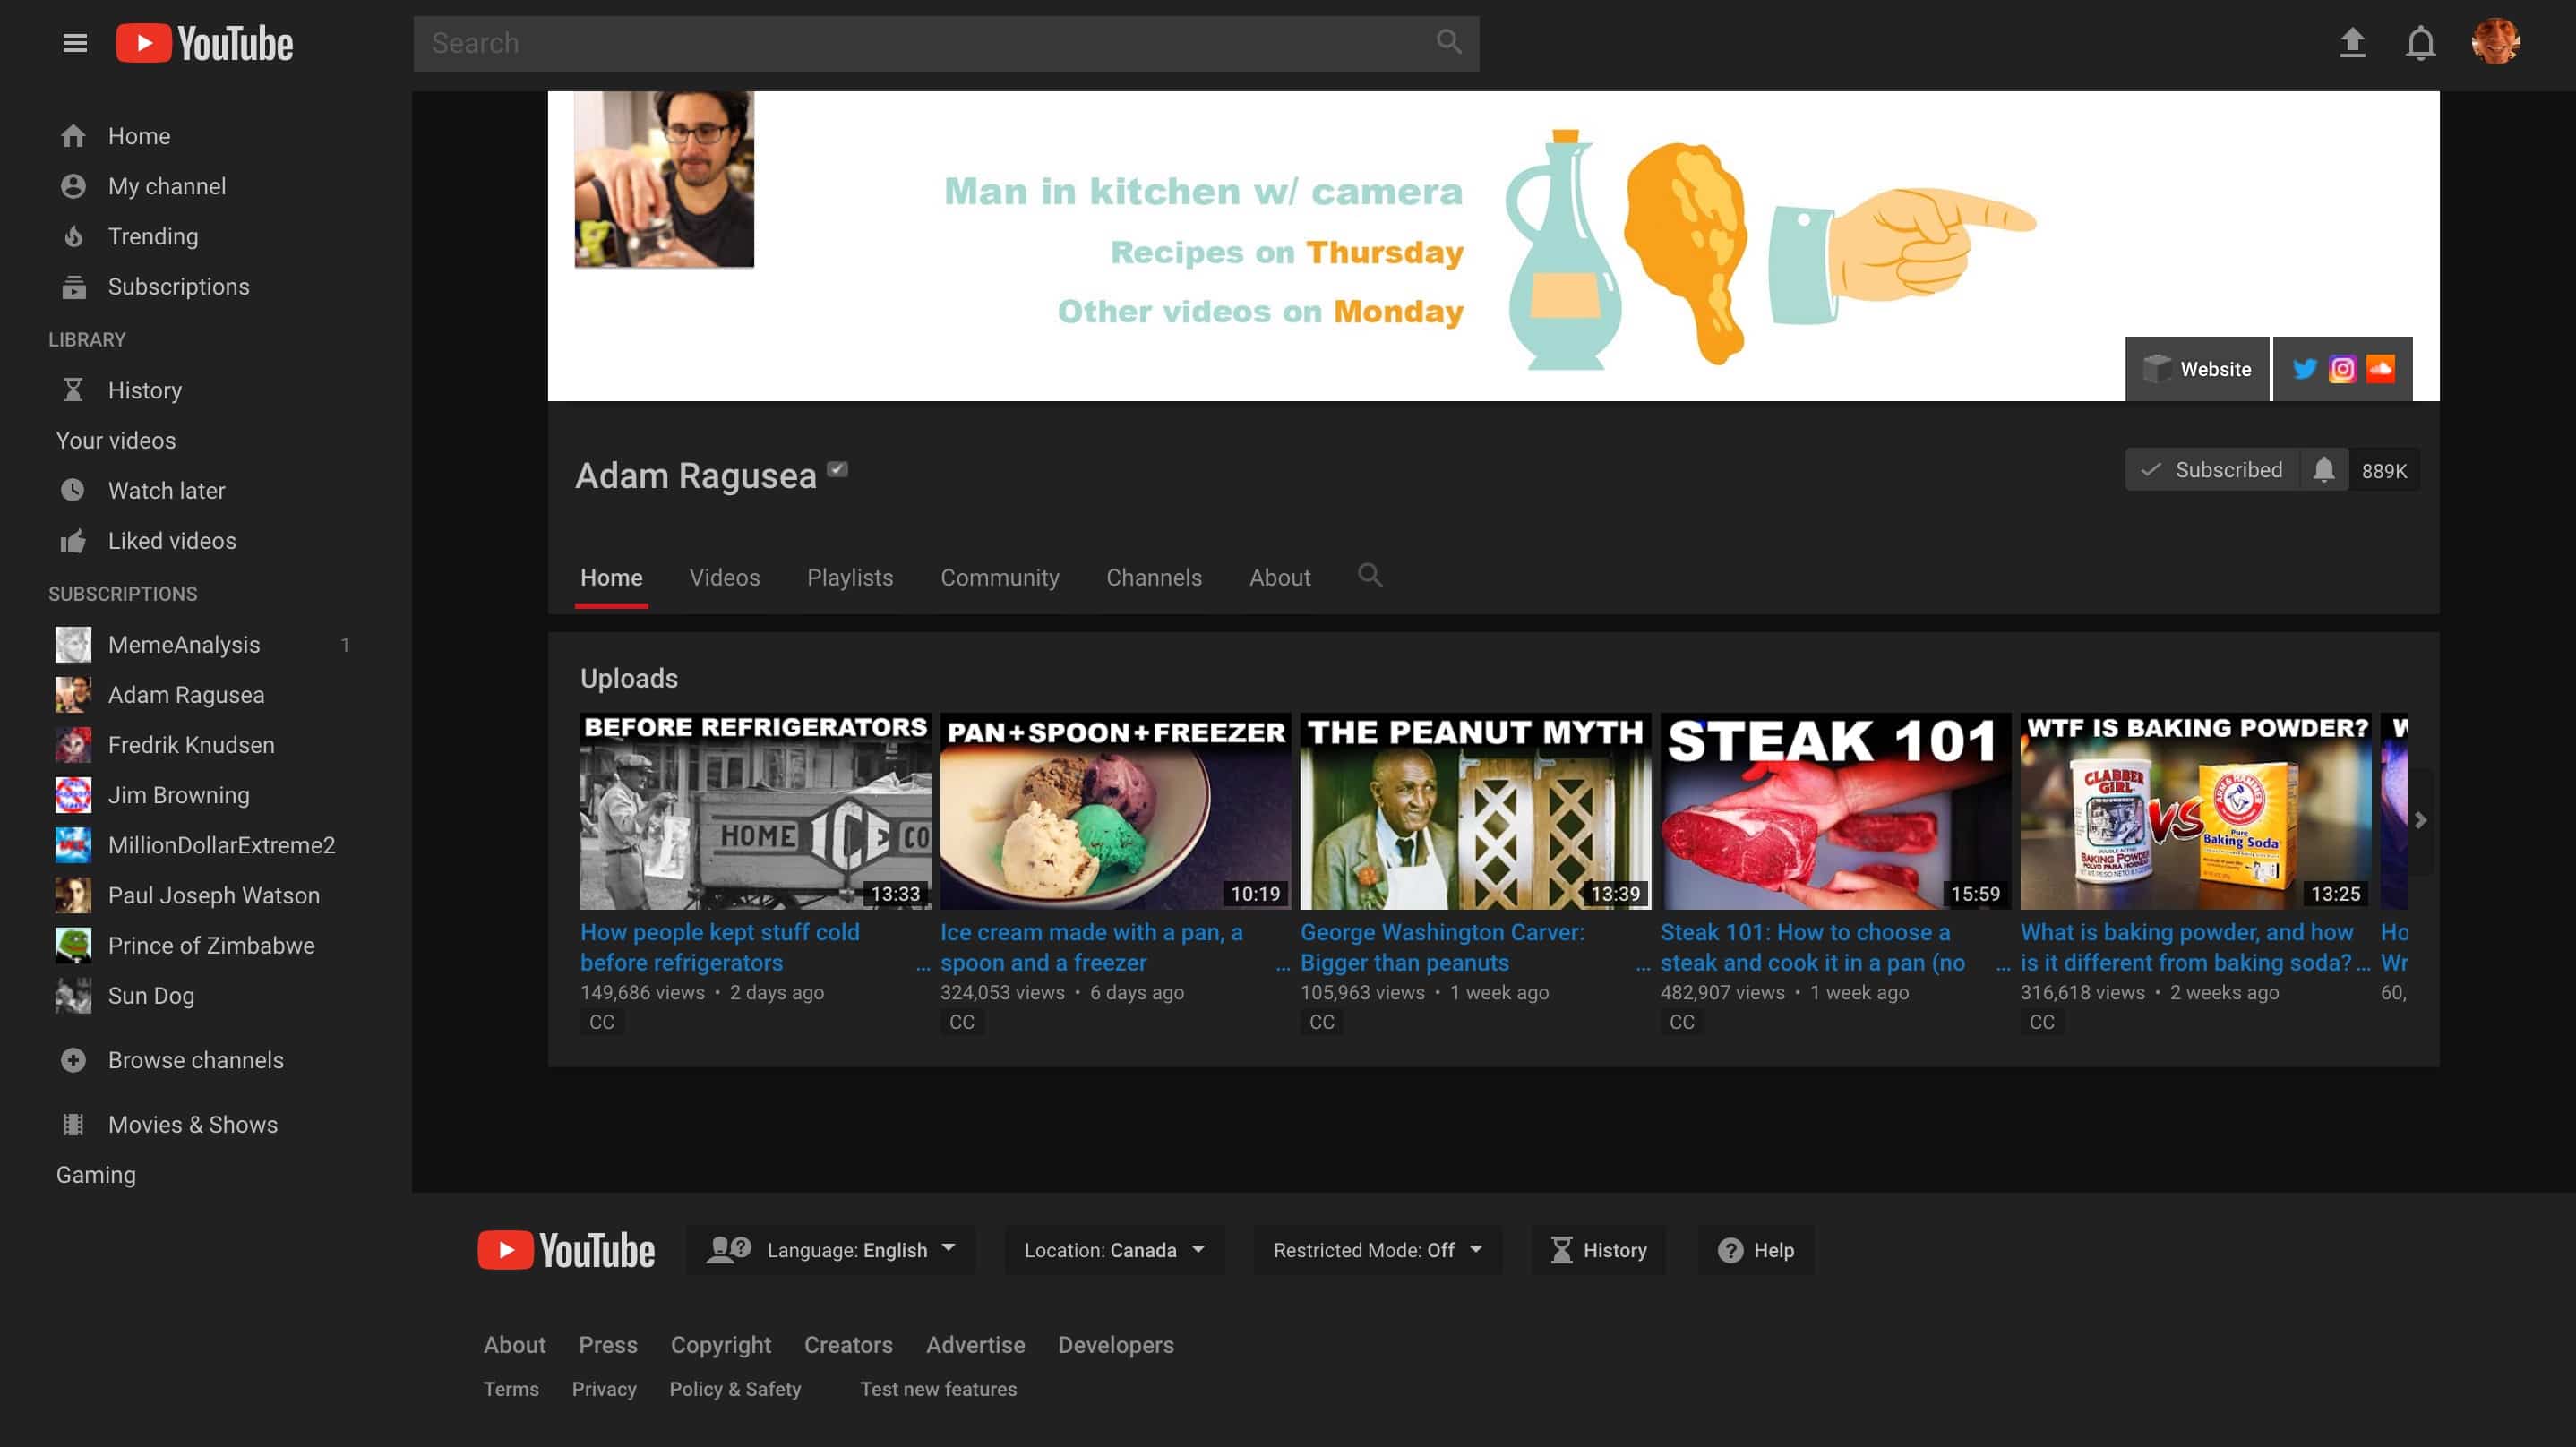 YouTube
Search
Home
My channel
Trending
Subscriptions
LIBRARY
History
Your videos
Watch later
Liked videos
SUBSCRIPTIONS
MemeAnalysis 1
Adam Ragusea
Fredrik Knudsen
Jim Browning
MillionDollarExtreme2
Paul Joseph Watson
Prince of Zimbabwe
Sun Dog
Browse channels
Movies & Shows
Gaming
Man in kitchen w/ camera
Recipes on Thursday
Other videos on Monday
Website
Adam Ragusea
Subscribed 889K
Home Videos Playlists Community Channels About
Uploads
BEFORE REFRIGERATORS
HOME ICE CO
13:33
How people kept stuff cold
before refrigerators ...
149,686 views • 2 days ago
CC
PAN+SPOON+FREEZER
10:19
Ice cream made with a pan, a
spoon and a freezer ...
324,053 views • 6 days ago
CC
THE PEANUT MYTH
13:39
George Washington Carver:
Bigger than peanuts ...
105,963 views • 1 week ago
CC
STEAK 101
15:59
Steak 101: How to choose a
steak and cook it in a pan (no ...
482,907 views • 1 week ago
CC
WTF IS BAKING POWDER?
CLABBER
GIRL
BAKING POWDER
VS
ARM & HAMMER
Pure
Baking Soda
13:25
What is baking powder, and how
is it different from baking soda? ...
316,618 views • 2 weeks ago
CC
Ho
Wr
60,
YouTube
Language: English
Location: Canada
Restricted Mode: Off
History
Help
About Press Copyright Creators Advertise Developers
Terms Privacy Policy & Safety Test new features